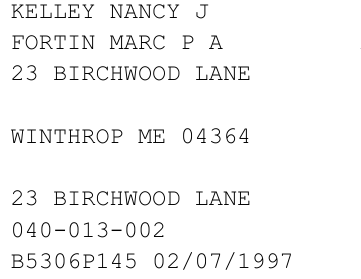 KELLEY NANCY J
FORTIN MARC P A
23 BIRCHWOOD LANE
WINTHROP ME 04364
23 BIRCHWOOD LANE
040-013-002
B5306P145 02/07/1997